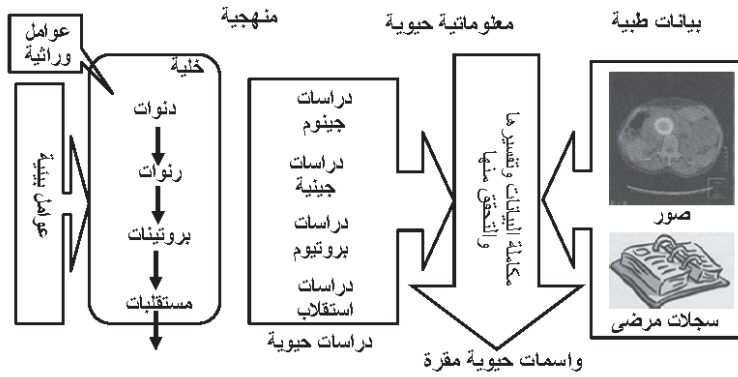 بيانات طبية
معلوماتية حيوية
منهجية
عوامل
وراثية
خلية
دنوات
رنوات
بروتينات
مستقلبات
عوامل بيئية
دراسات
جينوم
دراسات
جينية
دراسات
بروتيوم
دراسات
استقلاب
دراسات حيوية
مكاملة البيانات وتفسيرها
والتحقق منها
واسمات حيوية مقرة
صور
سجلات مرضى